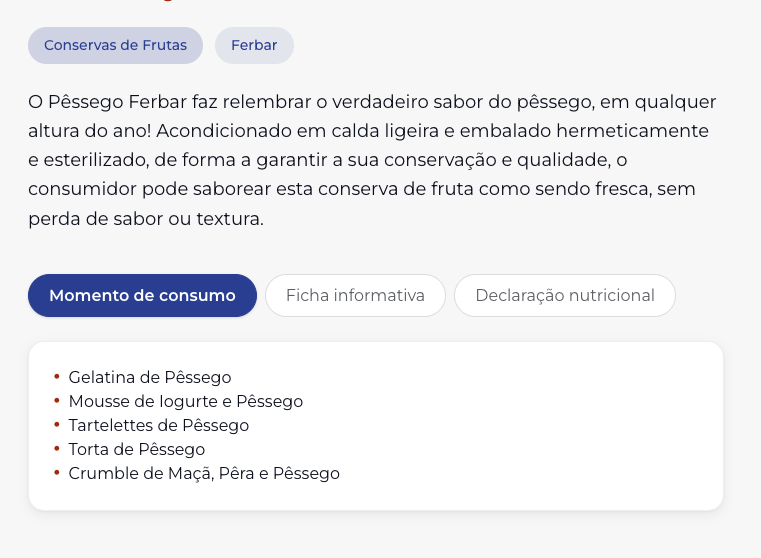 Conservas de Frutas
Ferbar
O Pêssego Ferbar faz relembrar o verdadeiro sabor do pêssego, em qualquer
altura do ano! Acondicionado em calda ligeira e embalado hermeticamente
e esterilizado, de forma a garantir a sua conservação e qualidade, o
consumidor pode saborear esta conserva de fruta como sendo fresca, sem
perda de sabor ou textura.
Momento de consumo
Ficha informativa
Declaração nutricional
• Gelatina de Pêssego
• Mousse de Iogurte e Pêssego
• Tartelettes de Pêssego
• Torta de Pêssego
• Crumble de Maçã, Pêra e Pêssego